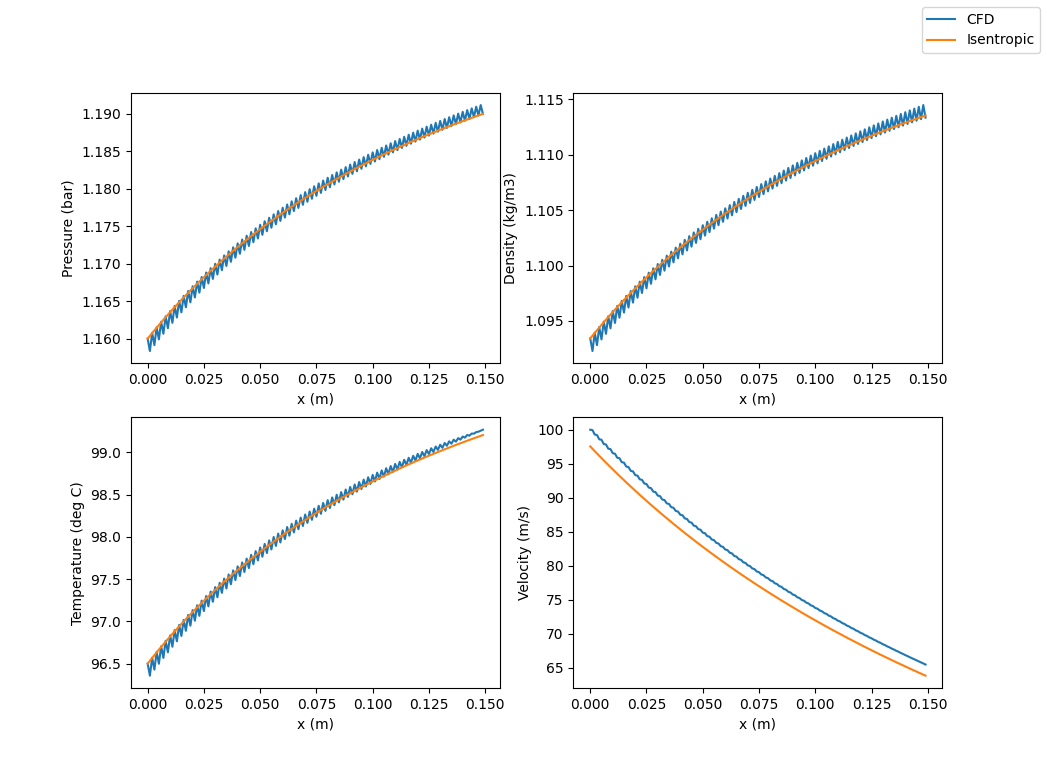 CFD
Isentropic
1.190
1.185
1.180
1.175
1.170
1.165
1.160
Pressure (bar)
0.000 0.025 0.050 0.075 0.100 0.125 0.150
x (m)
1.115
1.110
1.105
1.100
1.095
Density (kg/m3)
0.000 0.025 0.050 0.075 0.100 0.125 0.150
x (m)
99.0
98.5
98.0
97.5
97.0
96.5
Temperature (deg C)
0.000 0.025 0.050 0.075 0.100 0.125 0.150
x (m)
100
95
90
85
80
75
70
65
Velocity (m/s)
0.000 0.025 0.050 0.075 0.100 0.125 0.150
x (m)